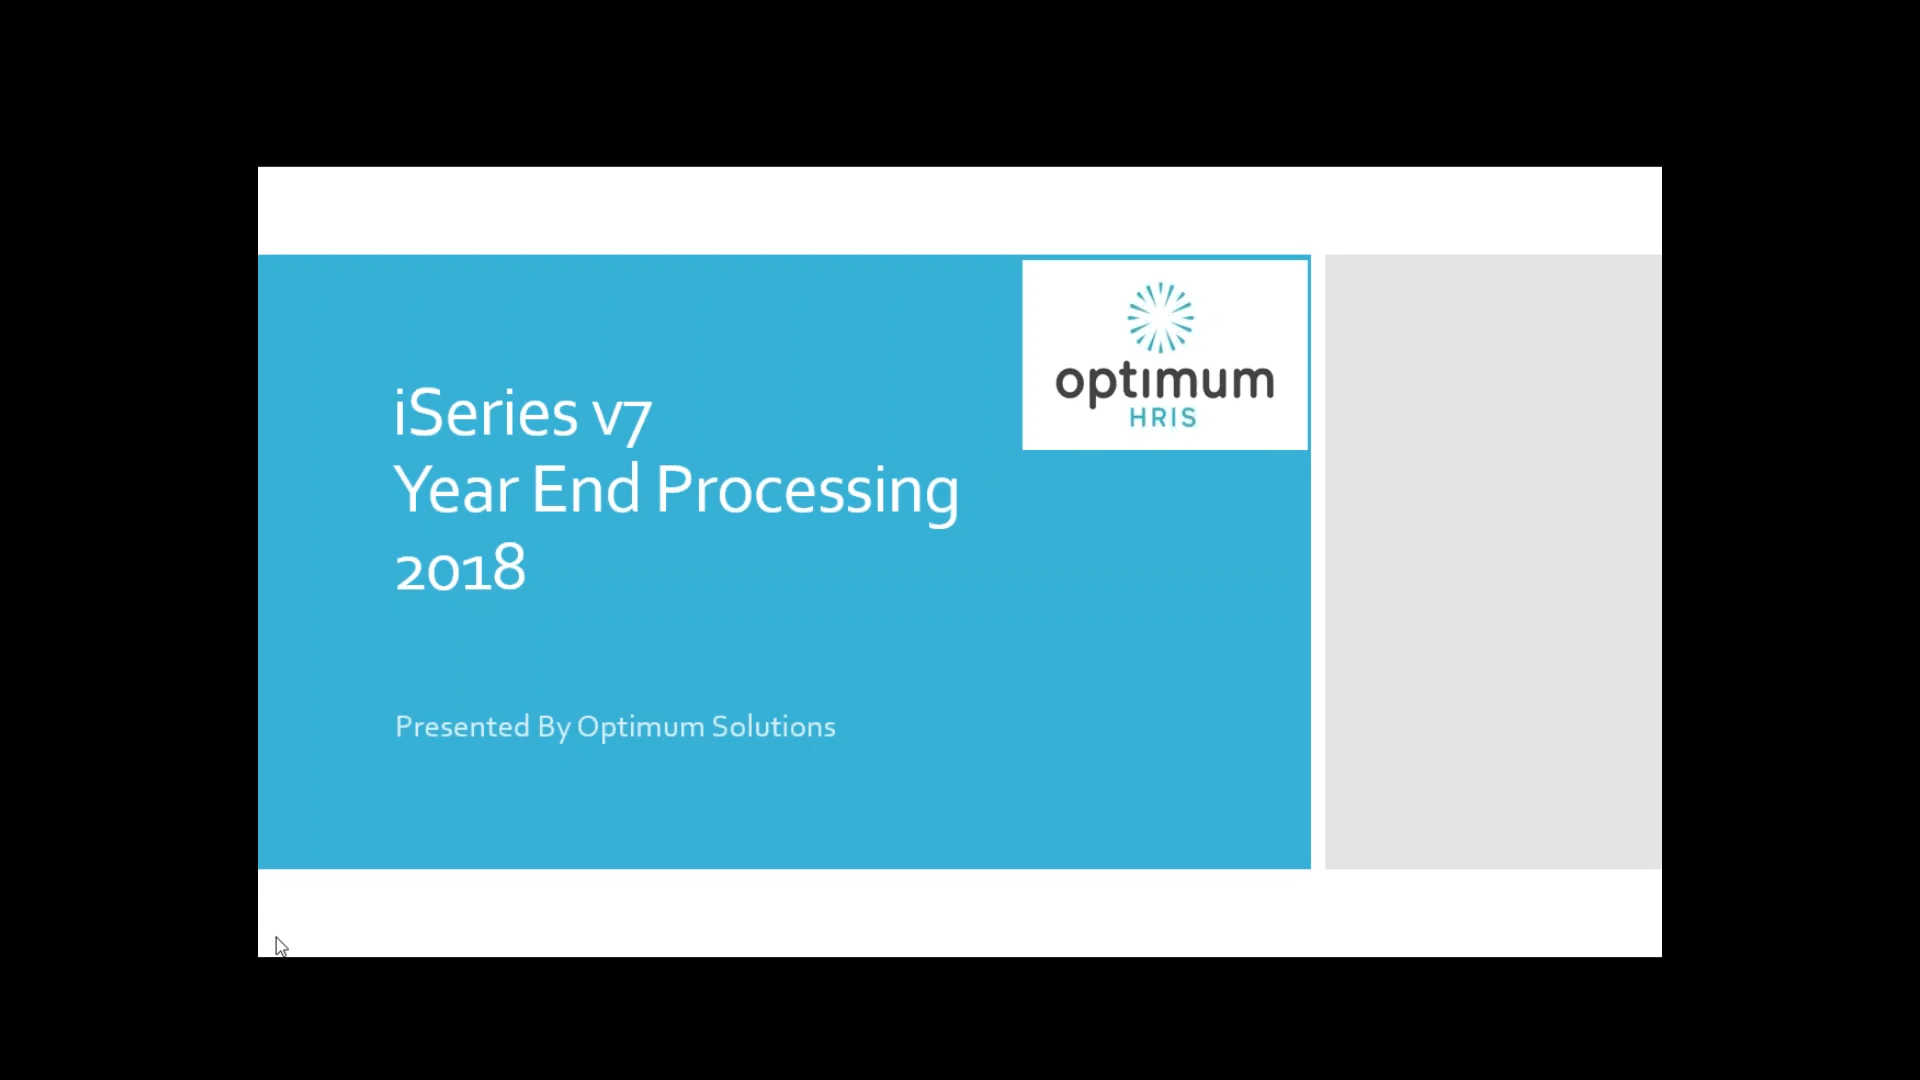 optimum
HRIS
iSeries v7
Year End Processing
2018
Presented By Optimum Solutions